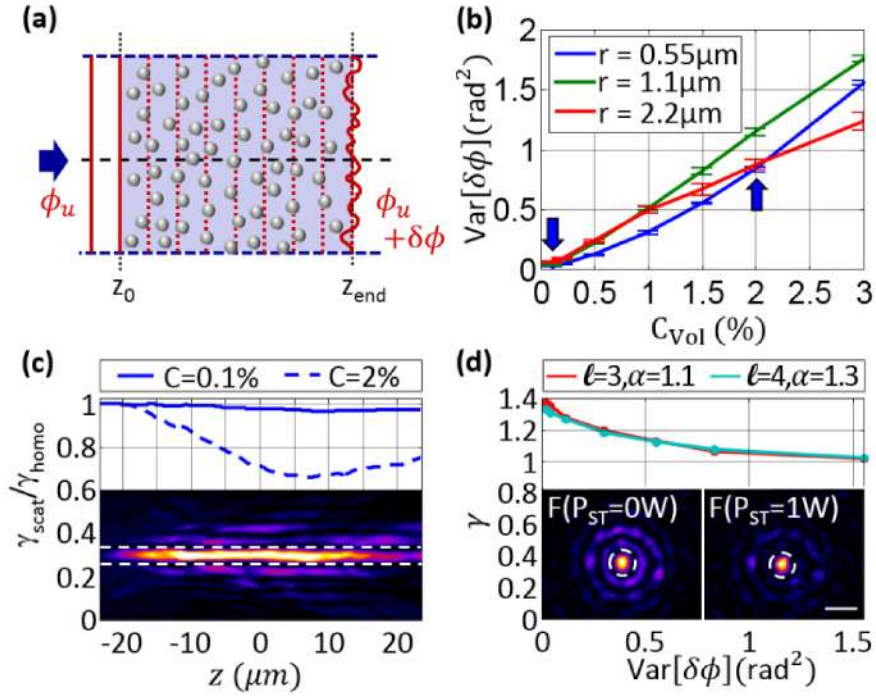 (a)
ϕu
ϕu
+δϕ
z0
zend
(b)
Var[δϕ](rad²)
2
1.5
1
0.5
0
r = 0.55μm
r = 1.1μm
r = 2.2μm
0 0.5 1 1.5 2 2.5 3
CVol (%)
(c)
C=0.1% C=2%
γscat/γhomo
1
0.8
0.6
0.4
0.2
0
-20 -10 0 10 20
z (μm)
(d)
ℓ=3,α=1.1 ℓ=4,α=1.3
γ
1.4
1.2
1
0.8
0.6
0.4
0.2
0
F(PST=0W) F(PST=1W)
0 0.5 1 1.5
Var[δϕ](rad²)